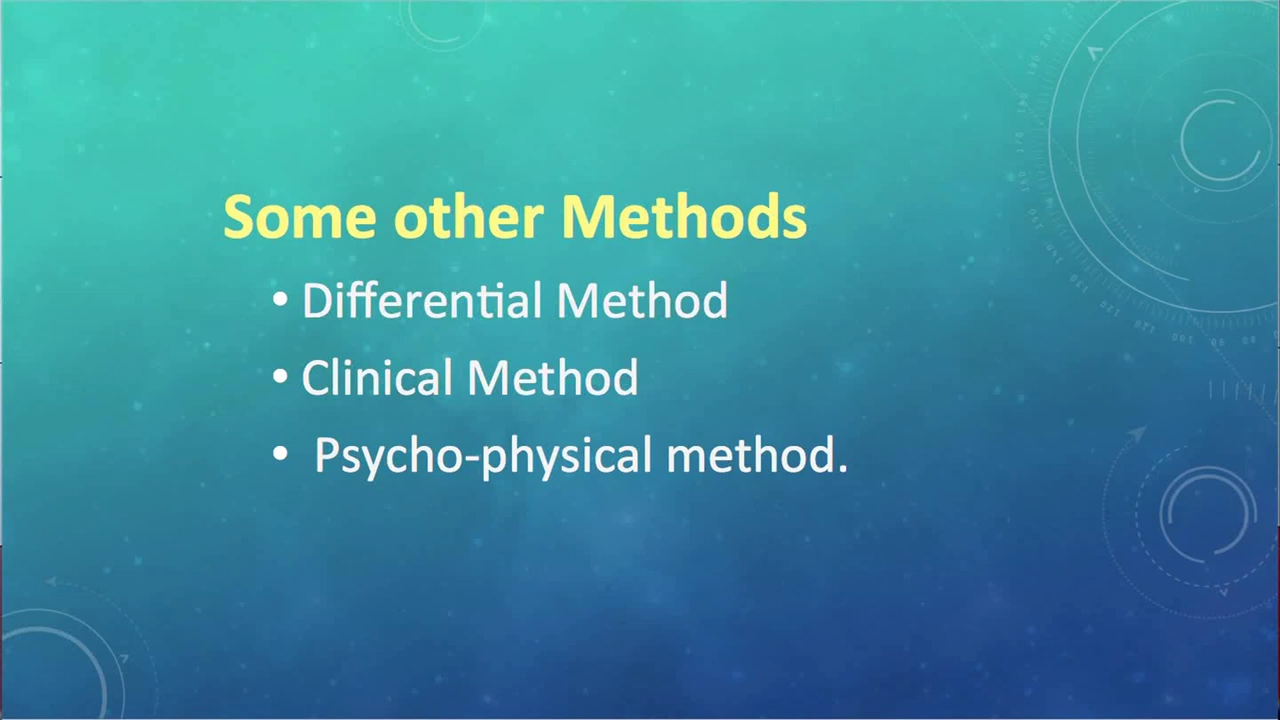 Some other Methods
• Differential Method
• Clinical Method
• Psycho-physical method.